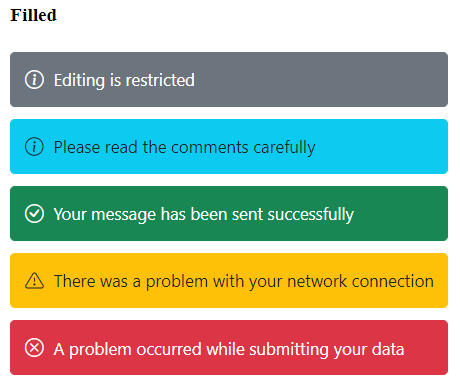 Filled
Editing is restricted
Please read the comments carefully
Your message has been sent successfully
There was a problem with your network connection
A problem occurred while submitting your data